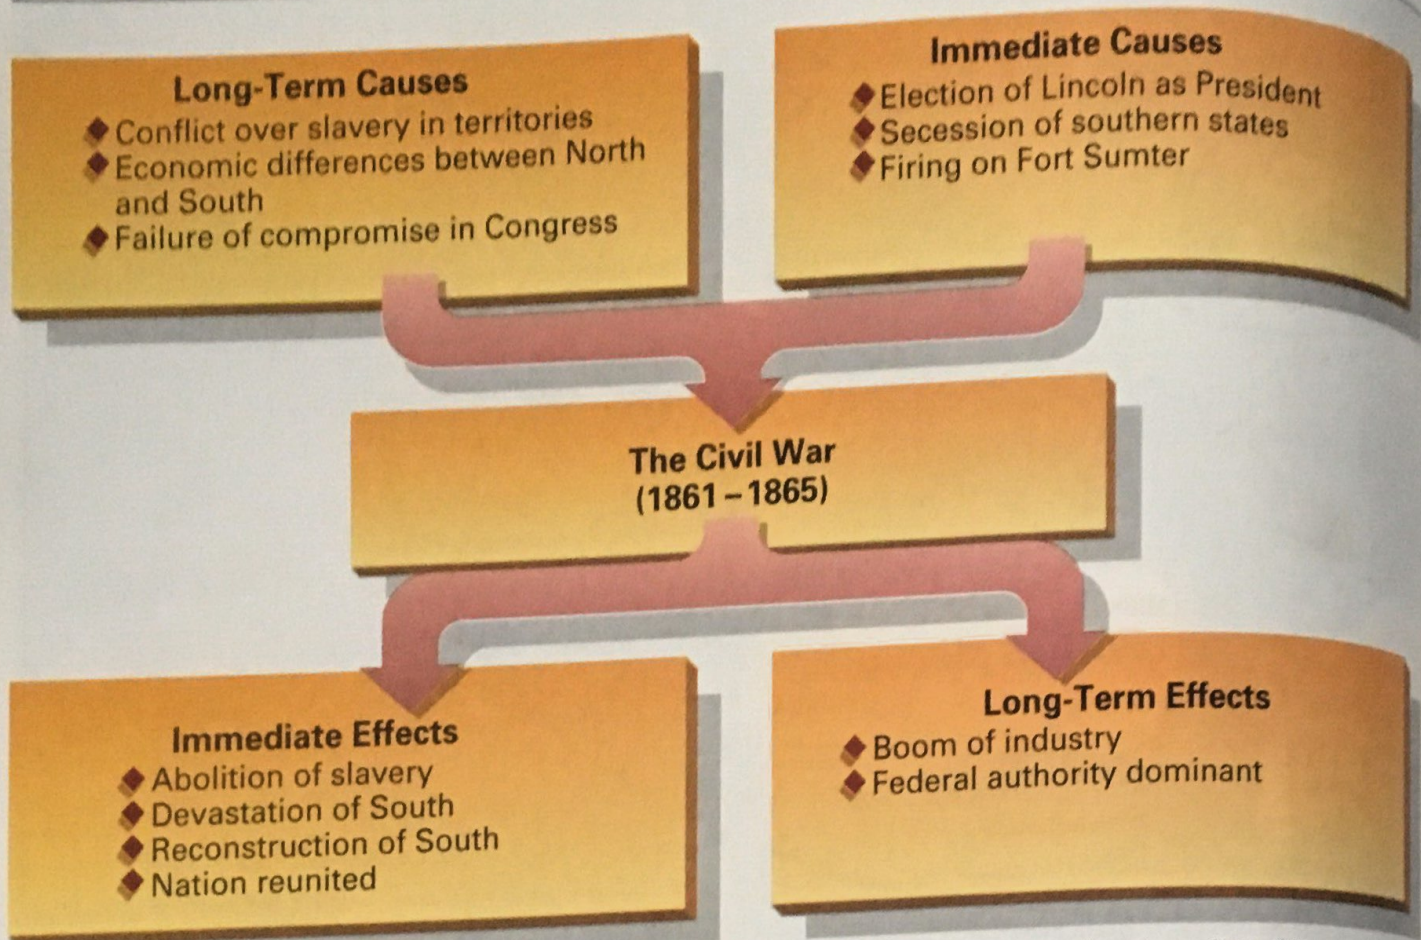 Long-Term Causes
Conflict over slavery in territories
Economic differences between North
and South
Failure of compromise in Congress
Immediate Causes
Election of Lincoln as President
Secession of southern states
Firing on Fort Sumter
The Civil War
(1861–1865)
Immediate Effects
Abolition of slavery
Devastation of South
Reconstruction of South
Nation reunited
Long-Term Effects
Boom of industry
Federal authority dominant